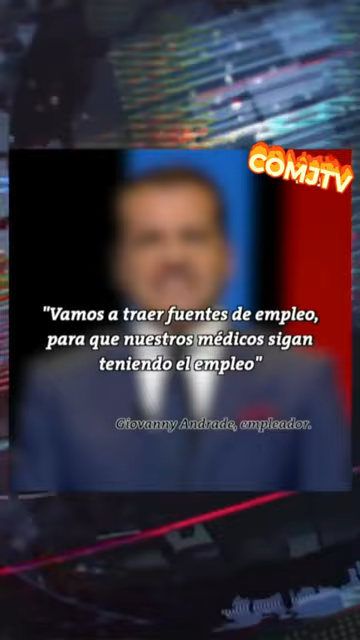 COMJTV
"Vamos a traer fuentes de empleo,
para que nuestros médicos sigan
teniendo el empleo"
Giovanny Andrade, empleador.